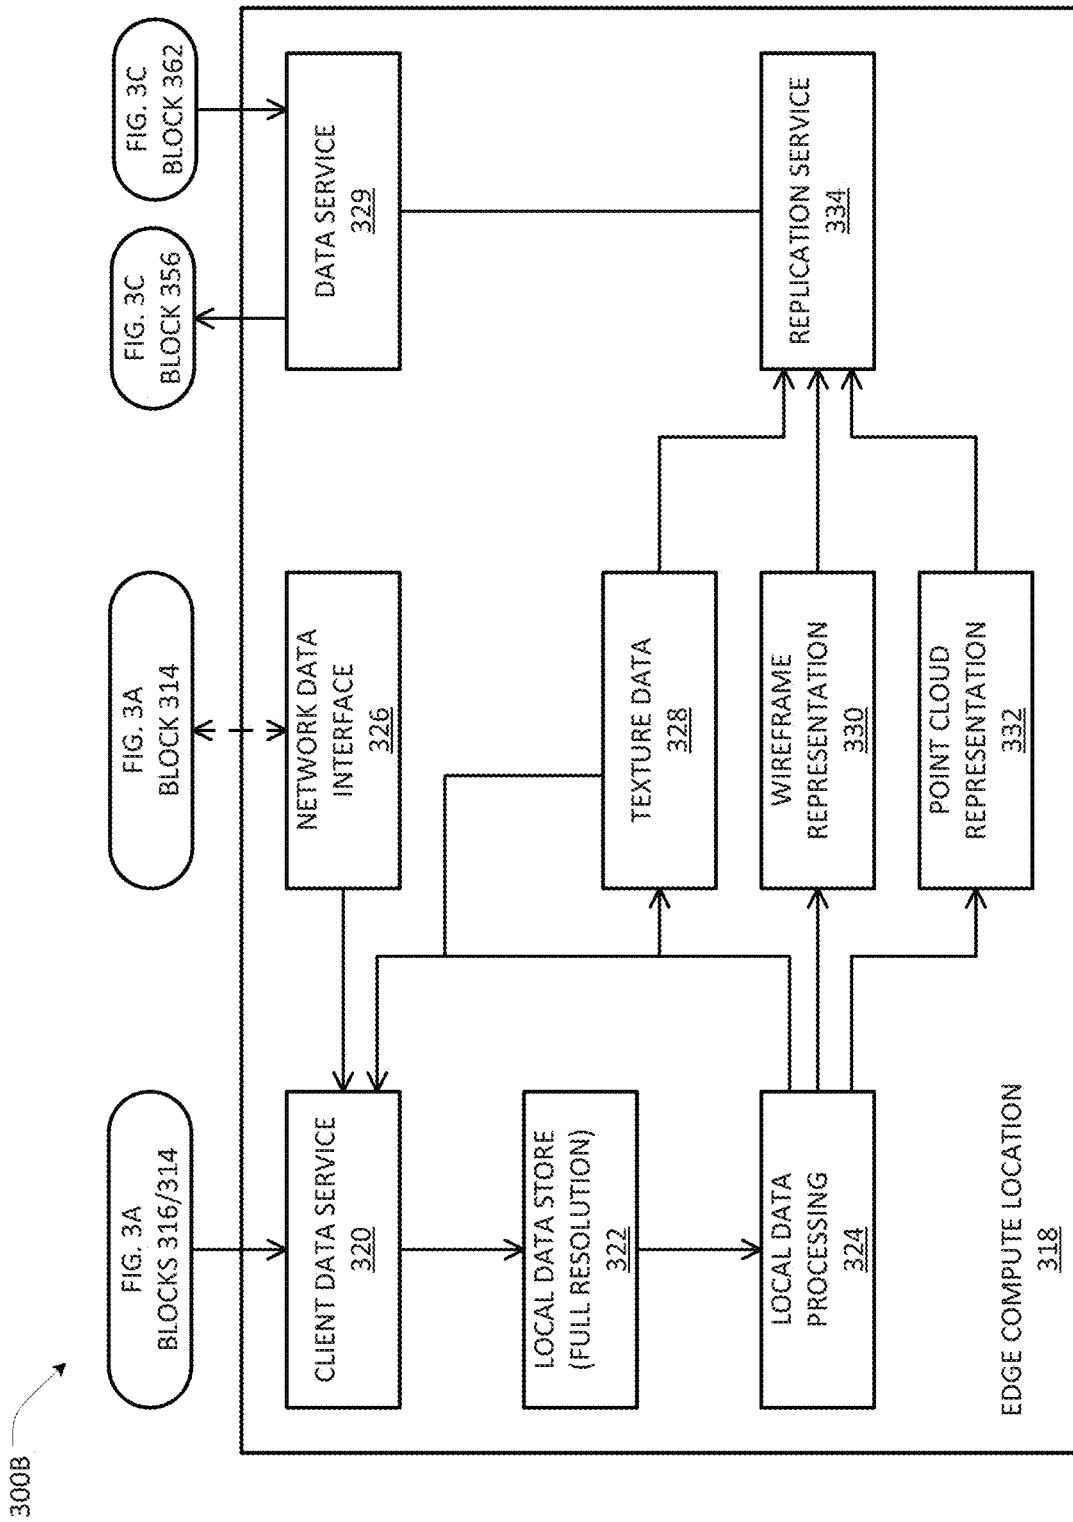 300B
FIG. 3A
BLOCKS 316/314
FIG. 3A
BLOCK 314
FIG. 3C
BLOCK 356
FIG. 3C
BLOCK 362
CLIENT DATA SERVICE
320
NETWORK DATA
INTERFACE
326
DATA SERVICE
329
LOCAL DATA STORE
(FULL RESOLUTION)
322
TEXTURE DATA
328
LOCAL DATA
PROCESSING
324
WIREFRAME
REPRESENTATION
330
REPLICATION SERVICE
334
POINT CLOUD
REPRESENTATION
332
EDGE COMPUTE LOCATION
318